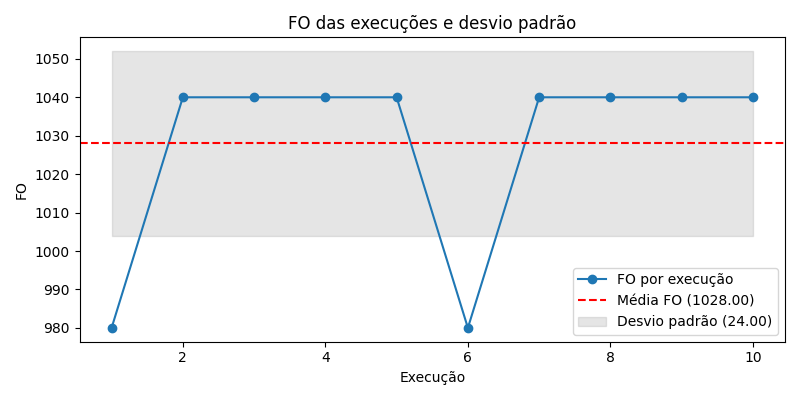 FO das execuções e desvio padrão
1050
1040
1030
1020
1010
1000
990
980
FO
2
4
6
8
10
Execução
FO por execução
Média FO (1028.00)
Desvio padrão (24.00)